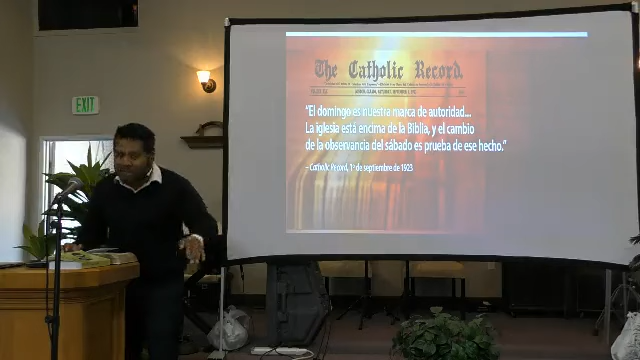 EXIT
The Catholic Record.
"El domingo es nuestra marca de autoridad...
La iglesia está encima de la Biblia, y el cambio
de la observancia del sábado es prueba de ese hecho."
– Catholic Record, 1º de septiembre de 1923